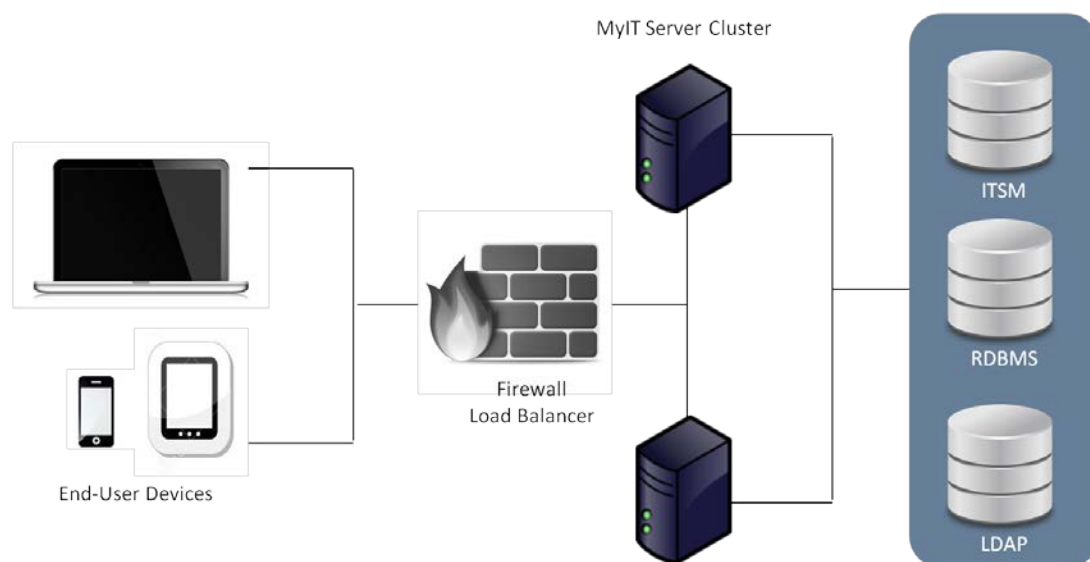 MyIT Server Cluster
ITSM
RDBMS
Firewall
Load Balancer
End-User Devices
LDAP